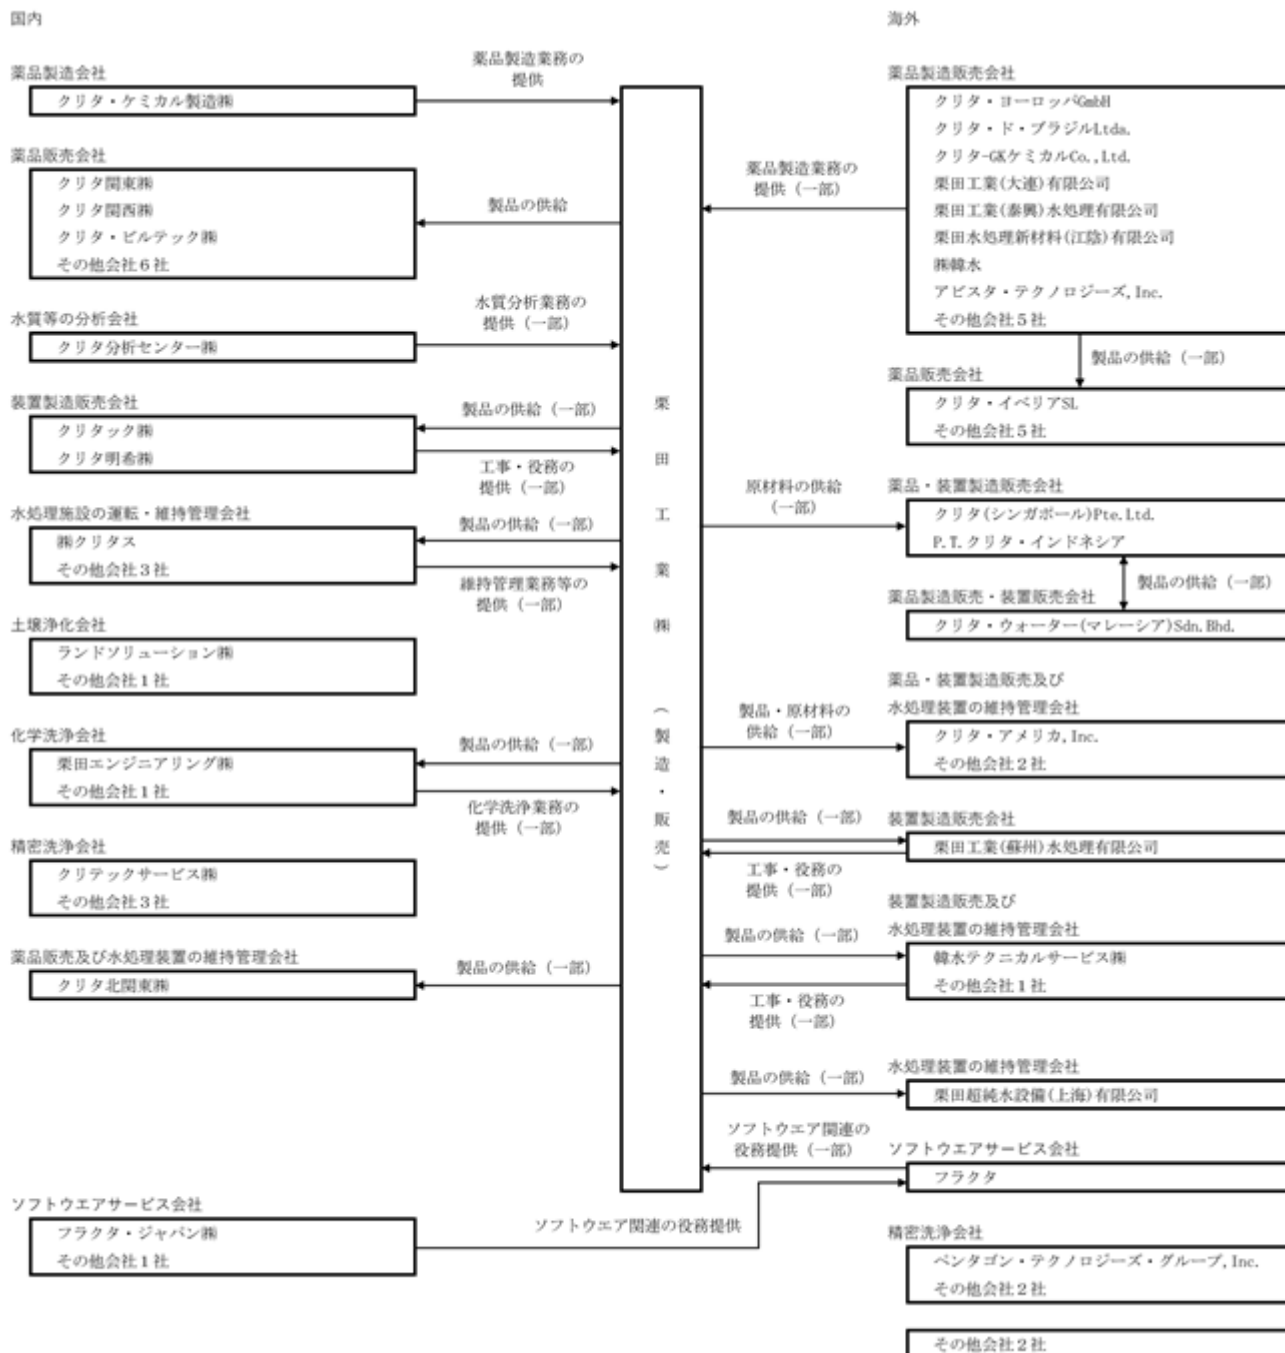 国内
薬品製造会社
クリタ・ケミカル製造㈱
薬品製造業務の
提供
薬品販売会社
クリタ関東㈱
クリタ関西㈱
クリタ・ビルテック㈱
その他会社6社
製品の供給
水質等の分析会社
クリタ分析センター㈱
水質分析業務の
提供（一部）
装置製造販売会社
クリタック㈱
クリタ明希㈱
製品の供給（一部）
工事・役務の
提供（一部）
水処理施設の運転・維持管理会社
㈱クリタス
その他会社3社
製品の供給（一部）
維持管理業務等の
提供（一部）
土壌浄化会社
ランドソリューション㈱
その他会社1社
化学洗浄会社
栗田エンジニアリング㈱
その他会社1社
製品の供給（一部）
化学洗浄業務の
提供（一部）
精密洗浄会社
クリテックサービス㈱
その他会社3社
薬品販売及び水処理装置の維持管理会社
クリタ北関東㈱
製品の供給（一部）
ソフトウエアサービス会社
フラクタ・ジャパン㈱
その他会社1社
ソフトウエア関連の役務提供
栗田工業㈱（製造・販売）
海外
薬品製造販売会社
クリタ・ヨーロッパGmbH
クリタ・ド・ブラジルLtda.
クリタ-GKケミカルCo.,Ltd.
栗田工業(大連)有限公司
栗田工業(泰興)水処理有限公司
栗田水処理新材料(江陰)有限公司
㈱韓水
アビスタ・テクノロジーズ,Inc.
その他会社5社
薬品製造業務の
提供（一部）
製品の供給（一部）
薬品販売会社
クリタ・イベリアSL
その他会社5社
薬品・装置製造販売会社
クリタ(シンガポール)Pte.Ltd.
P.T.クリタ・インドネシア
原材料の供給
（一部）
製品の供給（一部）
薬品製造販売・装置販売会社
クリタ・ウォーター(マレーシア)Sdn.Bhd.
薬品・装置製造販売及び
水処理装置の維持管理会社
クリタ・アメリカ,Inc.
その他会社2社
製品・原材料の
供給（一部）
装置製造販売会社
栗田工業(蘇州)水処理有限公司
製品の供給（一部）
工事・役務の
提供（一部）
装置製造販売及び
水処理装置の維持管理会社
韓水テクニカルサービス㈱
その他会社1社
製品の供給（一部）
工事・役務の
提供（一部）
水処理装置の維持管理会社
栗田超純水設備(上海)有限公司
製品の供給（一部）
ソフトウエアサービス会社
フラクタ
ソフトウエア関連の
役務提供（一部）
精密洗浄会社
ペンタゴン・テクノロジーズ・グループ,Inc.
その他会社2社
その他会社2社